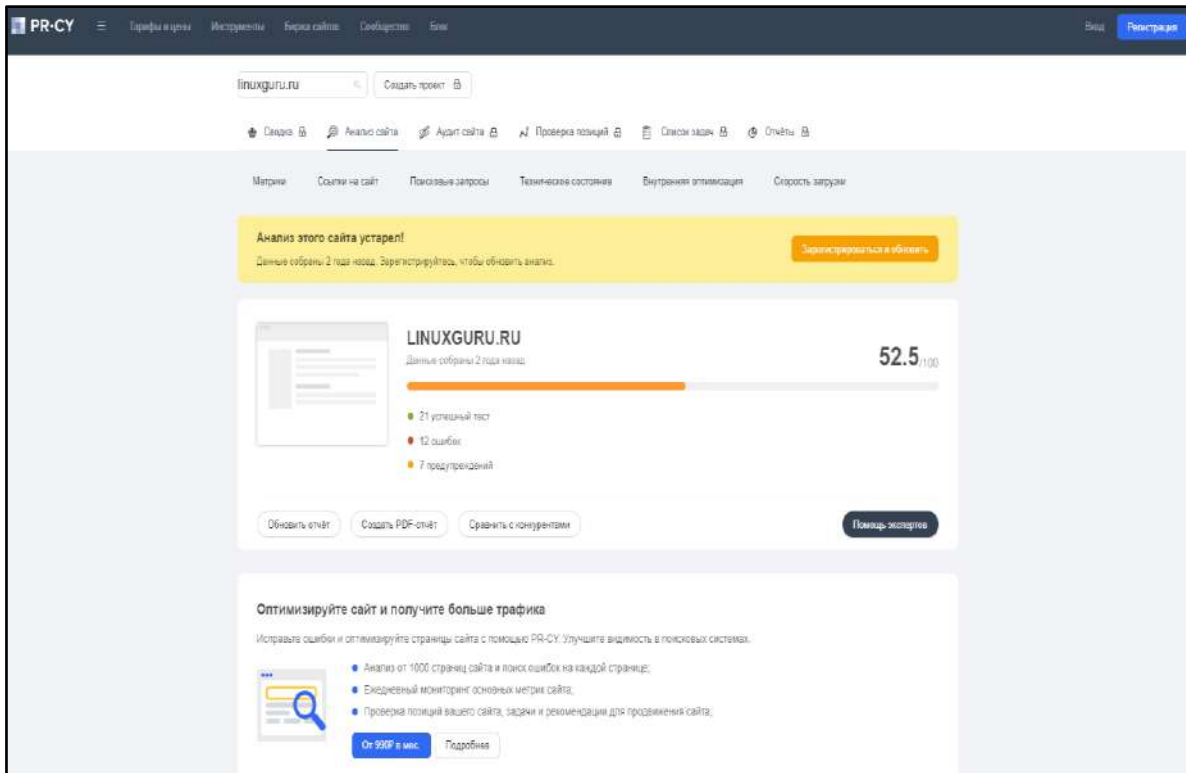 PR-CY
Тарифы и цены Инструменты Биржа сайтов Сообщество Блог
Вход Регистрация
linuxguru.ru Создать проект
Сводка Анализ сайта Аудит сайта Проверка позиций Список задач Отчёты
Метрики Ссылки на сайт Поисковые запросы Техническое состояние Внутренняя оптимизация Скорость загрузки
Анализ этого сайта устарел!
Данные собраны 2 года назад. Зарегистрируйтесь, чтобы обновить анализ.
Зарегистрироваться и обновить
LINUXGURU.RU
Данные собраны 2 года назад
52.5/100
21 успешный тест
12 ошибок
7 предупреждений
Обновить отчёт Создать PDF-отчёт Сравнить с конкурентами Помощь экспертов
Оптимизируйте сайт и получите больше трафика
Исправьте ошибки и оптимизируйте страницы сайта с помощью PR-CY. Улучшите видимость в поисковых системах.
Анализ от 1000 страниц сайта и поиск ошибок на каждой странице;
Ежедневный мониторинг основных метрик сайта;
Проверка позиций вашего сайта, задачи и рекомендации для продвижения сайта;
От 990₽ в мес. Подробнее